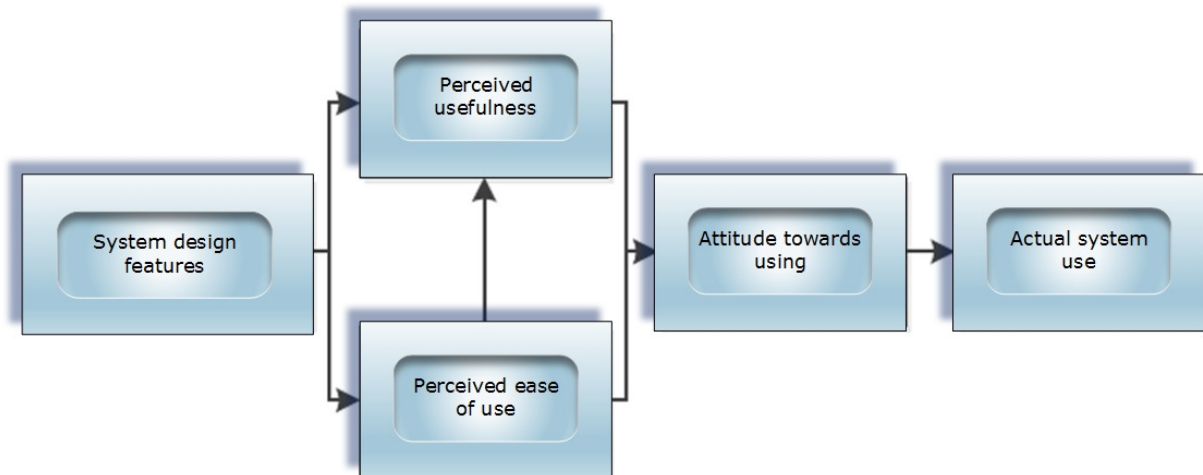 Perceived
usefulness
System design
features
Attitude towards
using
Actual system
use
Perceived ease
of use